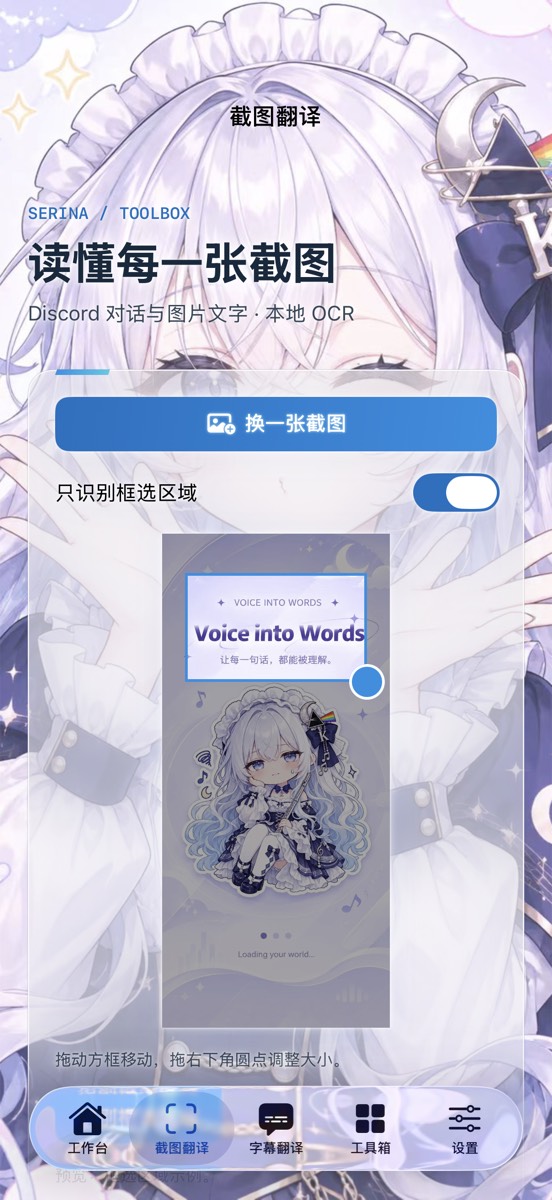 截图翻译
SERINA / TOOLBOX
读懂每一张截图
Discord 对话与图片文字 · 本地 OCR
换一张截图
只识别框选区域
VOICE INTO WORDS
Voice into Words
让每一句话，都能被理解。
K
Loading your world...
拖动方框移动，拖右下角圆点调整大小。
工作台
截图翻译
字幕翻译
工具箱
设置